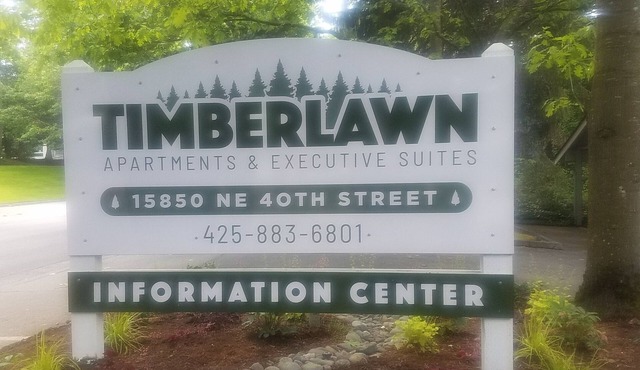 TIMBERLAWN
APARTMENTS & EXECUTIVE SUITES
15850 NE 40TH STREET
·425-883-6801·
INFORMATION CENTER